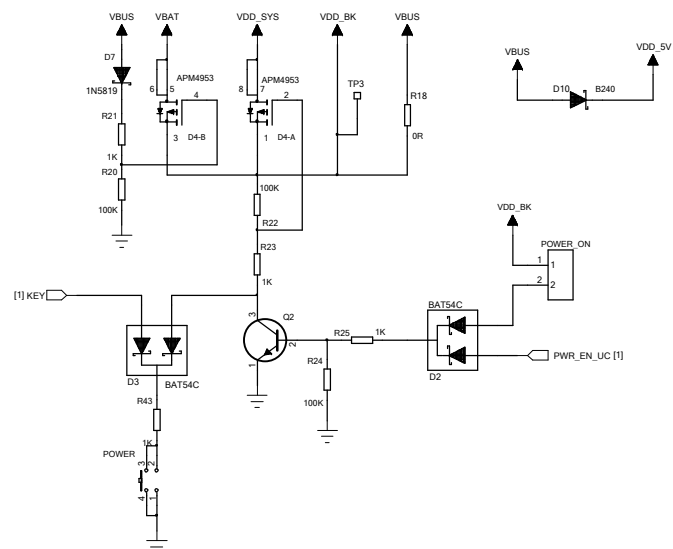 VBUS VBAT VDD_SYS VDD_BK VBUS
VDD_5V
VBUS
D7
APM4953 APM4953
6 5 4 8 7 2
TP3
R18
D10 B240
1N5819
R21
3 D4-B 1 D4-A
0R
1K
R20
100K
100K
R22
VDD_BK
R23
POWER_ON
1K
1 1
2 2
[1] KEY
3
Q2
BAT54C
R25 1K
2
R24
PWR_EN_UC [1]
1
D3 BAT54C
D2
R43
100K
1K
POWER
3 2
4 1